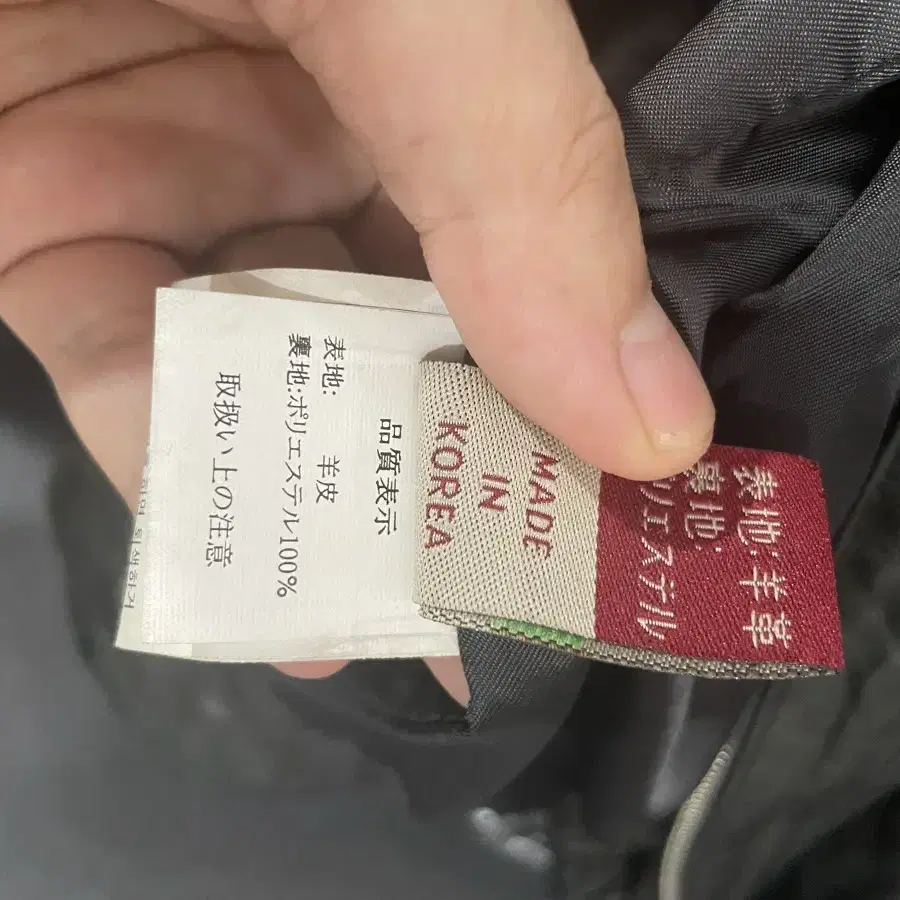 表地:羊革
裏地:
リエステル
MADE
IN
KOREA
品質表示
表地: 羊皮
裏地:ポリエステル100%
取扱い上の注意